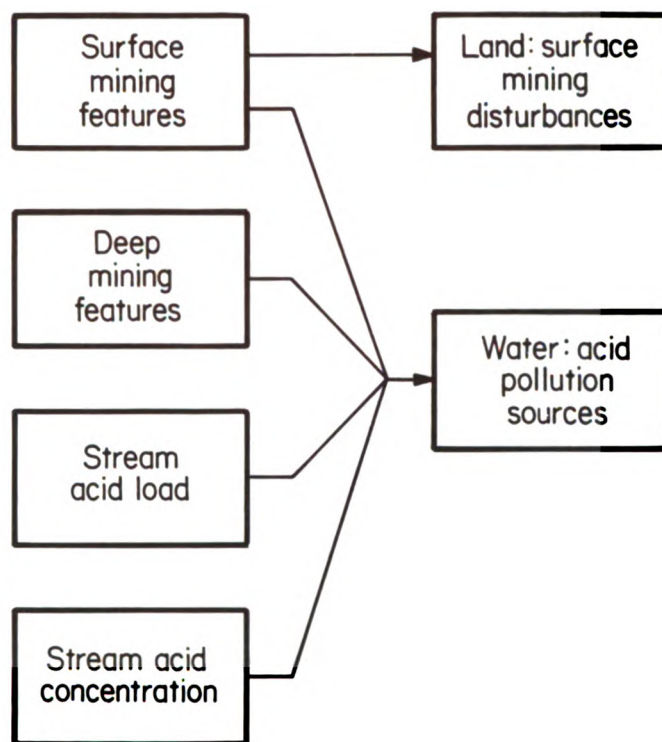 Surface
mining
features
Land: surface
mining
disturbances
Deep
mining
features
Water: acid
pollution
sources
Stream
acid load
Stream acid
concentration